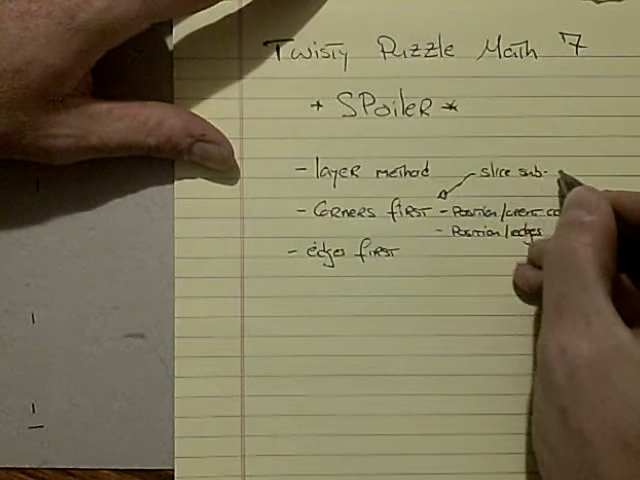 Twisty Puzzle Math 7
* SPoileR *
- layer method - slice sub-
- Corners first - Position/orient co
- Position/edges
- edges first